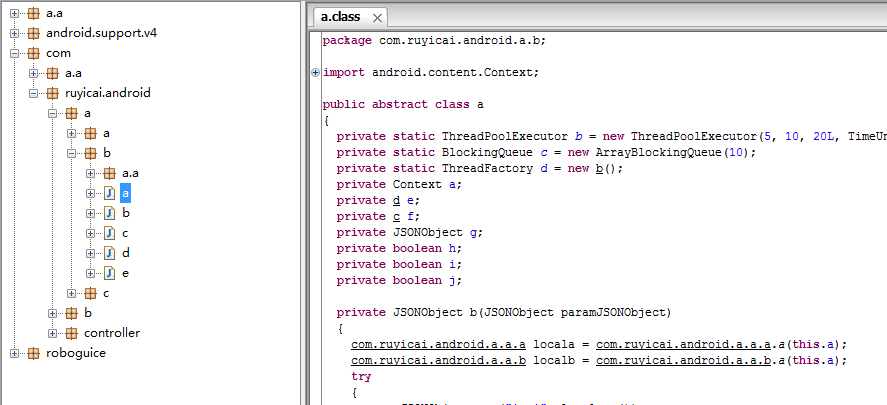 a.a
android.support.v4
com
a.a
ruyicai.android
a
a
b
a.a
a
b
c
d
e
c
b
controller
roboguice
a.class
package com.ruyicai.android.a.b;
import android.content.Context;
public abstract class a
{
private static ThreadPoolExecutor b = new ThreadPoolExecutor(5, 10, 20L, TimeUn
private static BlockingQueue c = new ArrayBlockingQueue(10);
private static ThreadFactory d = new b();
private Context a;
private d e;
private c f;
private JSONObject g;
private boolean h;
private boolean i;
private boolean j;
private JSONObject b(JSONObject paramJSONObject)
{
com.ruyicai.android.a.a.a locala = com.ruyicai.android.a.a.a.a(this.a);
com.ruyicai.android.a.a.b localb = com.ruyicai.android.a.a.b.a(this.a);
try
{